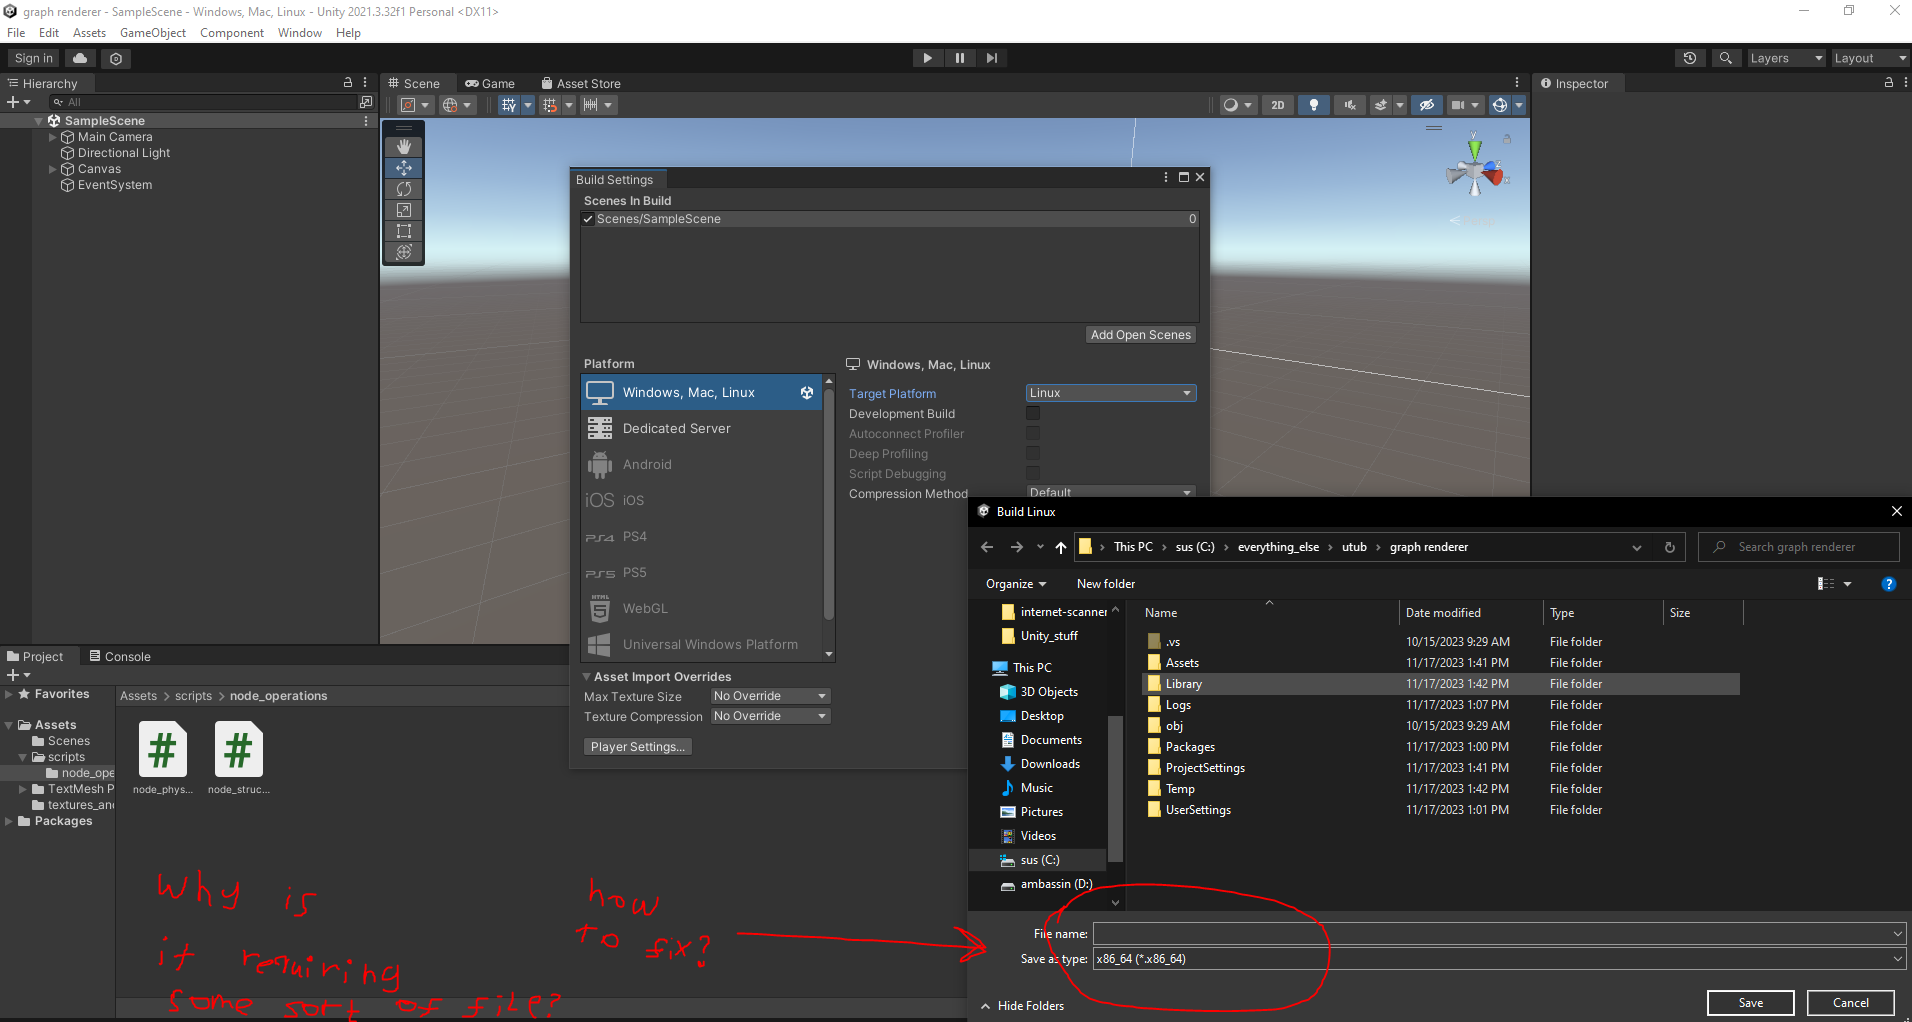 graph renderer - SampleScene - Windows, Mac, Linux - Unity 2021.3.32f1 Personal <DX11>
File Edit Assets GameObject Component Window Help
Sign in
Layers
Layout
Hierarchy
All
SampleScene
Main Camera
Directional Light
Canvas
EventSystem
Scene
Game
Asset Store
2D
Inspector
Build Settings
Scenes In Build
Scenes/SampleScene 0
Add Open Scenes
Platform
Windows, Mac, Linux
Dedicated Server
Android
iOS iOS
PS4 PS4
PS5 PS5
HTML 5 WebGL
Universal Windows Platform
Windows, Mac, Linux
Target Platform Linux
Development Build
Autoconnect Profiler
Deep Profiling
Script Debugging
Compression Method Default
Asset Import Overrides
Max Texture Size No Override
Texture Compression No Override
Player Settings...
Project
Console
Favorites
Assets
Scenes
scripts
node_ope
TextMesh P
textures_an
Packages
Assets > scripts > node_operations
node_phys...
node_struc...
Build Linux
This PC > sus (C:) > everything_else > utub > graph renderer
Search graph renderer
Organize
New folder
internet-scanner
Unity_stuff
This PC
3D Objects
Desktop
Documents
Downloads
Music
Pictures
Videos
sus (C:)
ambassin (D:)
Name Date modified Type Size
.vs 10/15/2023 9:29 AM File folder
Assets 11/17/2023 1:41 PM File folder
Library 11/17/2023 1:42 PM File folder
Logs 11/17/2023 1:07 PM File folder
obj 10/15/2023 9:29 AM File folder
Packages 11/17/2023 1:00 PM File folder
ProjectSettings 11/17/2023 1:41 PM File folder
Temp 11/17/2023 1:42 PM File folder
UserSettings 11/17/2023 1:01 PM File folder
File name:
Save as type: x86_64 (*.x86_64)
Hide Folders
Save
Cancel
Why is
it requiring
some sort of file?
how
to fix?